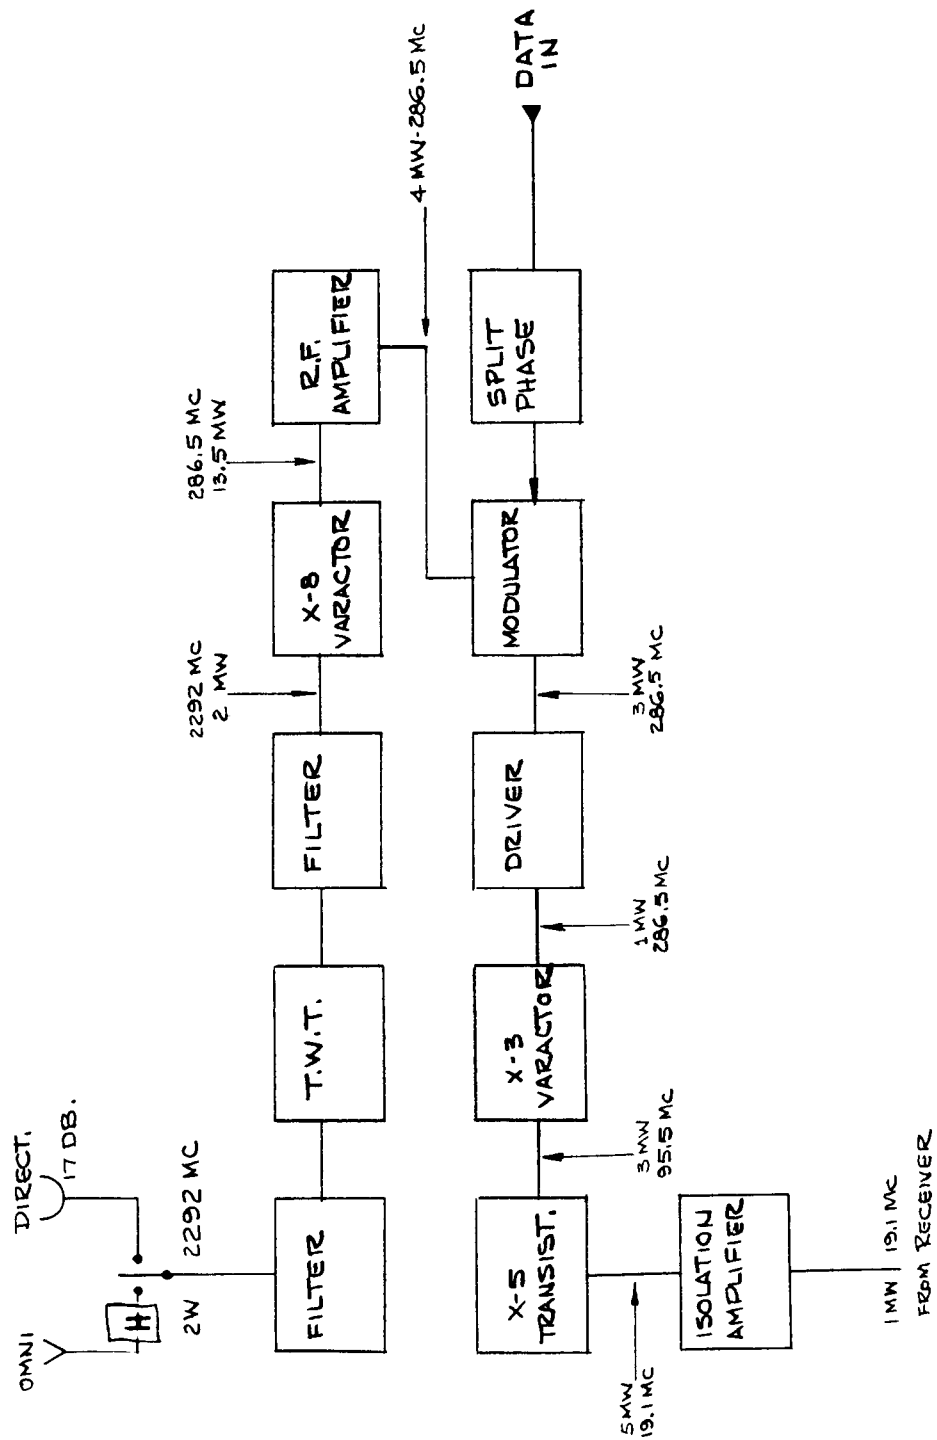 OMNI
DIRECT.
17 DB.
2W
2292 MC
FILTER
T.W.T.
FILTER
2292 MC
2 MW
X-8
VARACTOR
286.5 MC
13.5 MW
R.F.
AMPLIFIER
4 MW-286.5 MC
5 MW
19.1 MC
X-5
TRANSIST.
3 MW
95.5 MC
X-3
VARACTOR
1 MW
286.5 MC
DRIVER
3 MW
286.5 MC
MODULATOR
SPLIT
PHASE
DATA
IN
ISOLATION
AMPLIFIER
1 MW 19.1 MC
FROM RECEIVER